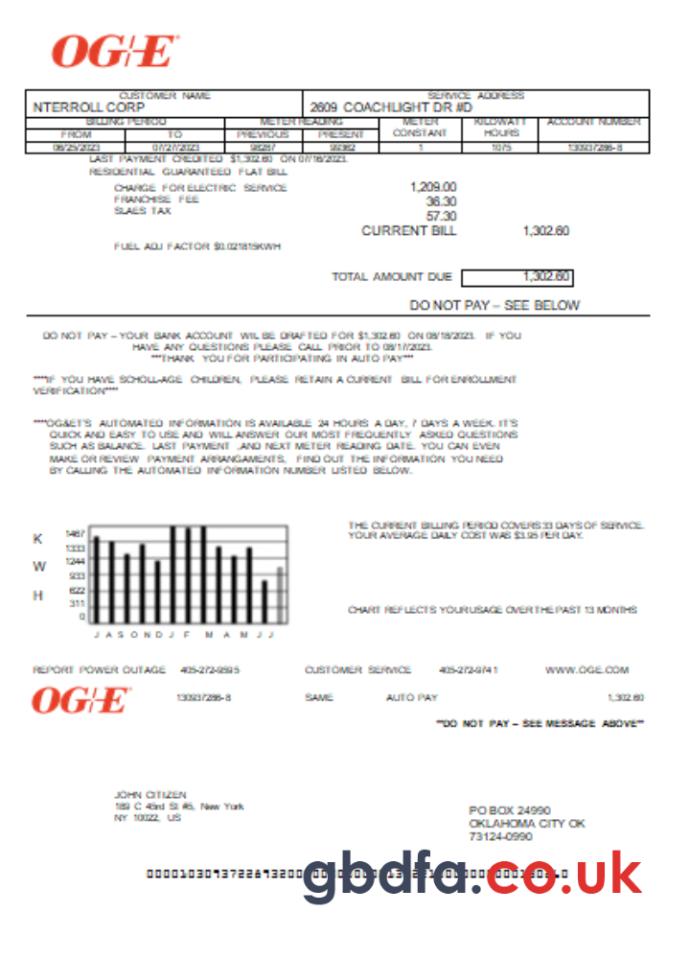 OG+E
CUSTOMER NAME SERVICE ADDRESS
NTERROLL CORP 2609 COACHLIGHT DR #D
BILLING PERIOD METER READING METER CONSTANT KILOWATT HOURS ACCOUNT NUMBER
FROM TO PREVIOUS PRESENT
06/25/2023 07/27/2023 98287 99362 1 1075 130937286-8
LAST PAYMENT CREDITED $1,302.60 ON 07/16/2023.
RESIDENTIAL GUARANTEED FLAT BILL
CHARGE FOR ELECTRIC SERVICE 1,209.00
FRANCHISE FEE 36.30
SLAES TAX 57.30
CURRENT BILL 1,302.60
FUEL ADJ FACTOR $0.021815KWH
TOTAL AMOUNT DUE 1,302.60
DO NOT PAY – SEE BELOW
DO NOT PAY – YOUR BANK ACCOUNT WIL BE DRAFTED FOR $1,302.60 ON 08/18/2023. IF YOU
HAVE ANY QUESTIONS PLEASE CALL PRIOR TO 08/17/2023.
***THANK YOU FOR PARTICIPATING IN AUTO PAY***
****IF YOU HAVE SCHOLL-AGE CHILDREN, PLEASE RETAIN A CURRENT BILL FOR ENROLLMENT
VERIFICATION****
****OG&ET'S AUTOMATED INFORMATION IS AVAILABLE 24 HOURS A DAY, 7 DAYS A WEEK. IT'S
QUICK AND EASY TO USE AND WILL ANSWER OUR MOST FREQUENTLY ASKED QUESTIONS
SUCH AS BALANCE. LAST PAYMENT ,AND NEXT METER READING DATE. YOU CAN EVEN
MAKE OR REVIEW PAYMENT ARRANGAMENTS, FIND OUT THE INFORMATION YOU NEED
BY CALLING THE AUTOMATED INFORMATION NUMBER LISTED BELOW.
THE CURRENT BILLING PERIOD COVERS 33 DAYS OF SERVICE.
YOUR AVERAGE DAILY COST WAS $3.95 PER DAY.
K W H
1467
1333
1244
933
622
311
0
J A S O N D J F M A M J J
CHART REFLECTS YOUR USAGE OVER THE PAST 13 MONTHS
REPORT POWER OUTAGE 405-272-9595 CUSTOMER SERVICE 405-272-9741 WWW.OGE.COM
OG+E 130937286-8 SAME AUTO PAY 1,302.60
**DO NOT PAY – SEE MESSAGE ABOVE**
JOHN CITIZEN
189 C 43rd St #5, New York
NY 10022, US
PO BOX 24990
OKLAHOMA CITY OK
73124-0990
gbdfa.co.uk